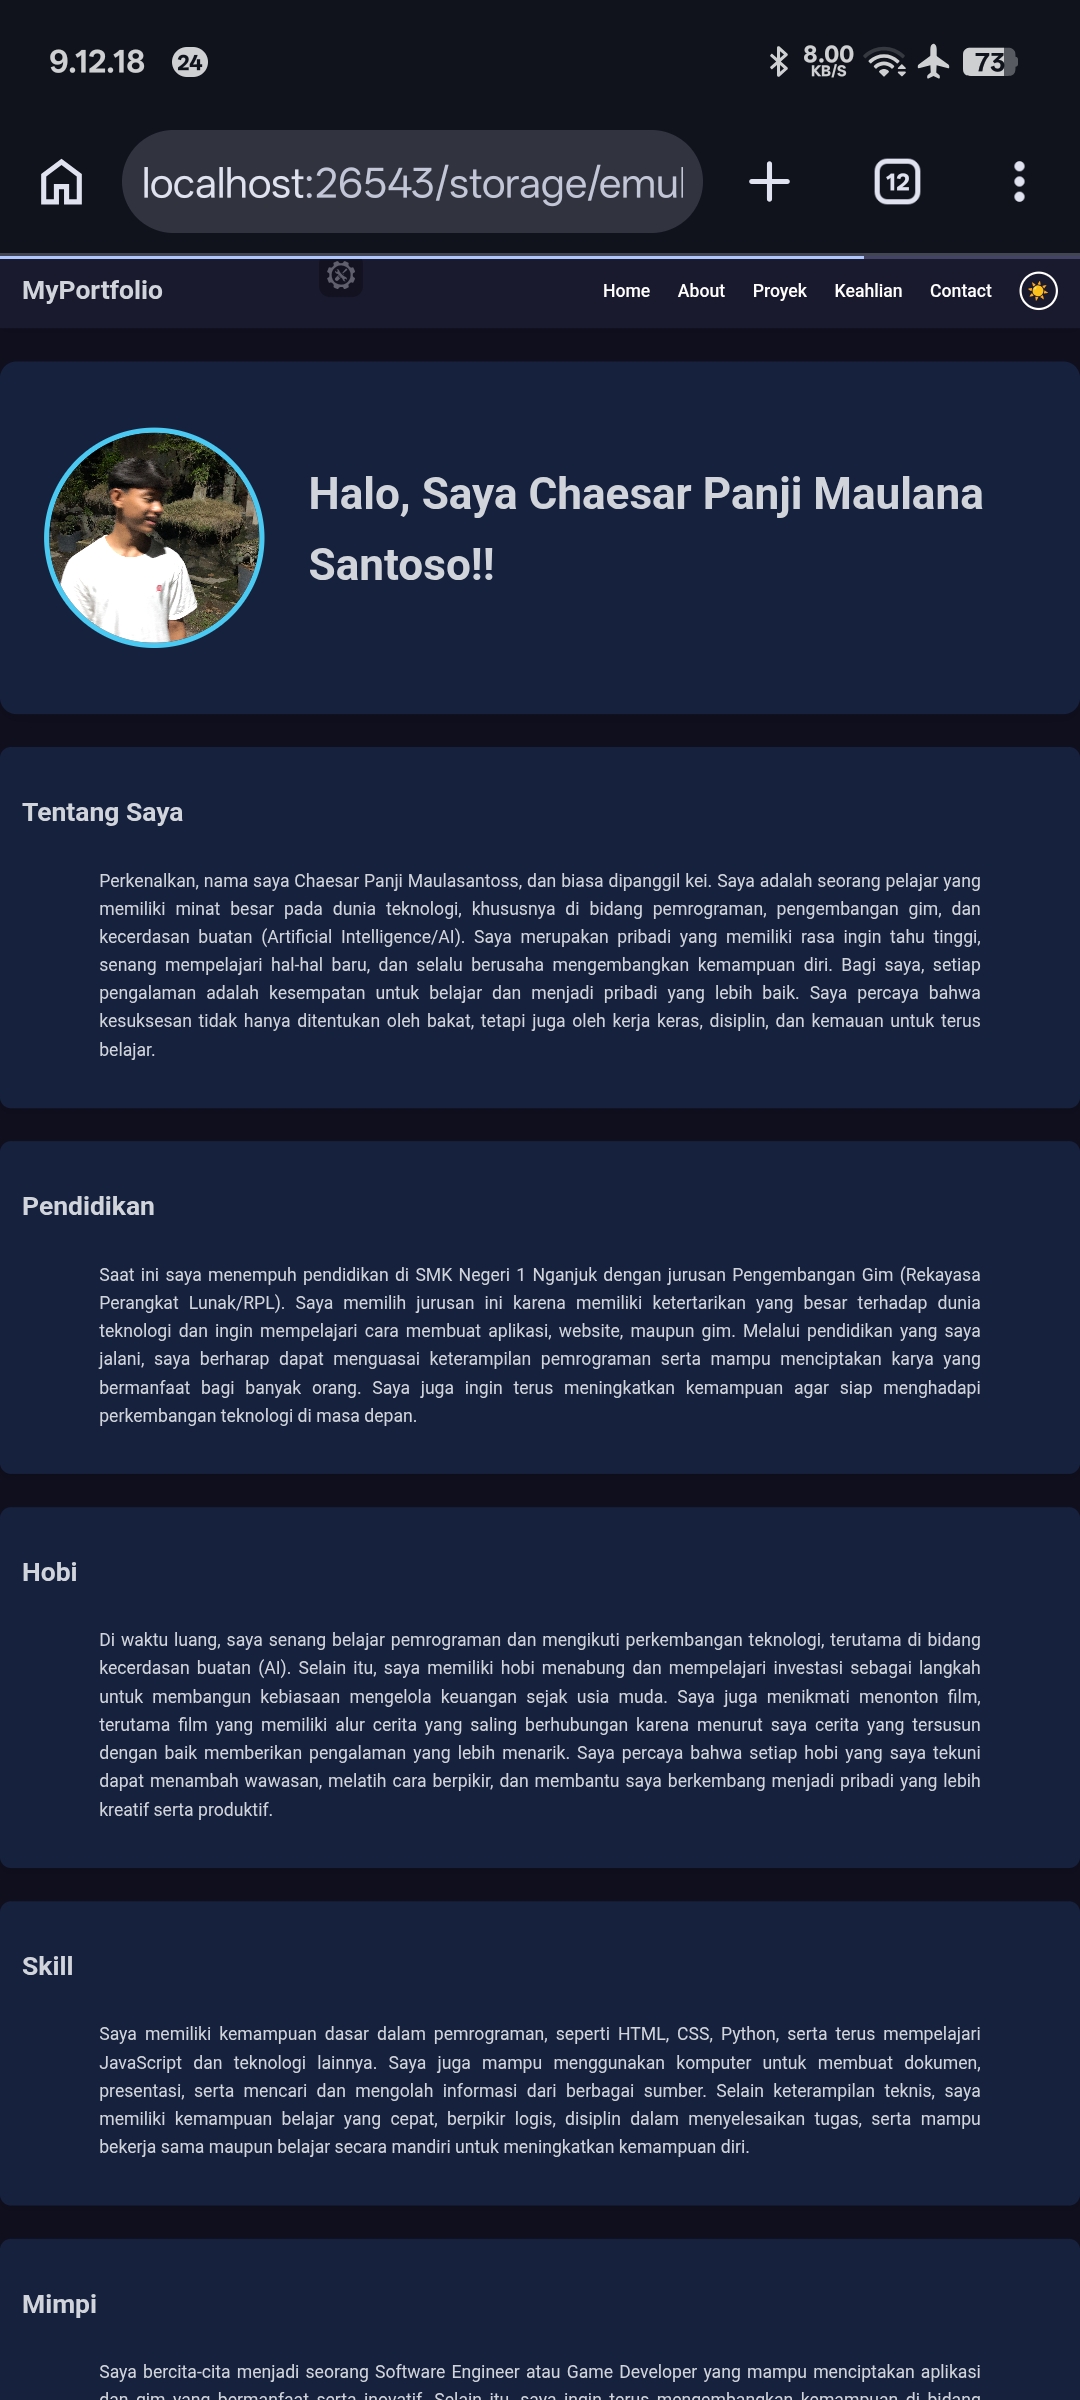 9.12.18 24 8.00 KB/S 73
localhost:26543/storage/emul
12
MyPortfolio Home About Proyek Keahlian Contact
Halo, Saya Chaesar Panji Maulana
Santoso!!
Tentang Saya
Perkenalkan, nama saya Chaesar Panji Maulasantoss, dan biasa dipanggil kei. Saya adalah seorang pelajar yang
memiliki minat besar pada dunia teknologi, khususnya di bidang pemrograman, pengembangan gim, dan
kecerdasan buatan (Artificial Intelligence/AI). Saya merupakan pribadi yang memiliki rasa ingin tahu tinggi,
senang mempelajari hal-hal baru, dan selalu berusaha mengembangkan kemampuan diri. Bagi saya, setiap
pengalaman adalah kesempatan untuk belajar dan menjadi pribadi yang lebih baik. Saya percaya bahwa
kesuksesan tidak hanya ditentukan oleh bakat, tetapi juga oleh kerja keras, disiplin, dan kemauan untuk terus
belajar.
Pendidikan
Saat ini saya menempuh pendidikan di SMK Negeri 1 Nganjuk dengan jurusan Pengembangan Gim (Rekayasa
Perangkat Lunak/RPL). Saya memilih jurusan ini karena memiliki ketertarikan yang besar terhadap dunia
teknologi dan ingin mempelajari cara membuat aplikasi, website, maupun gim. Melalui pendidikan yang saya
jalani, saya berharap dapat menguasai keterampilan pemrograman serta mampu menciptakan karya yang
bermanfaat bagi banyak orang. Saya juga ingin terus meningkatkan kemampuan agar siap menghadapi
perkembangan teknologi di masa depan.
Hobi
Di waktu luang, saya senang belajar pemrograman dan mengikuti perkembangan teknologi, terutama di bidang
kecerdasan buatan (AI). Selain itu, saya memiliki hobi menabung dan mempelajari investasi sebagai langkah
untuk membangun kebiasaan mengelola keuangan sejak usia muda. Saya juga menikmati menonton film,
terutama film yang memiliki alur cerita yang saling berhubungan karena menurut saya cerita yang tersusun
dengan baik memberikan pengalaman yang lebih menarik. Saya percaya bahwa setiap hobi yang saya tekuni
dapat menambah wawasan, melatih cara berpikir, dan membantu saya berkembang menjadi pribadi yang lebih
kreatif serta produktif.
Skill
Saya memiliki kemampuan dasar dalam pemrograman, seperti HTML, CSS, Python, serta terus mempelajari
JavaScript dan teknologi lainnya. Saya juga mampu menggunakan komputer untuk membuat dokumen,
presentasi, serta mencari dan mengolah informasi dari berbagai sumber. Selain keterampilan teknis, saya
memiliki kemampuan belajar yang cepat, berpikir logis, disiplin dalam menyelesaikan tugas, serta mampu
bekerja sama maupun belajar secara mandiri untuk meningkatkan kemampuan diri.
Mimpi
Saya bercita-cita menjadi seorang Software Engineer atau Game Developer yang mampu menciptakan aplikasi
dan gim yang bermanfaat serta inovatif. Selain itu, saya ingin terus mengembangkan kemampuan di bidang